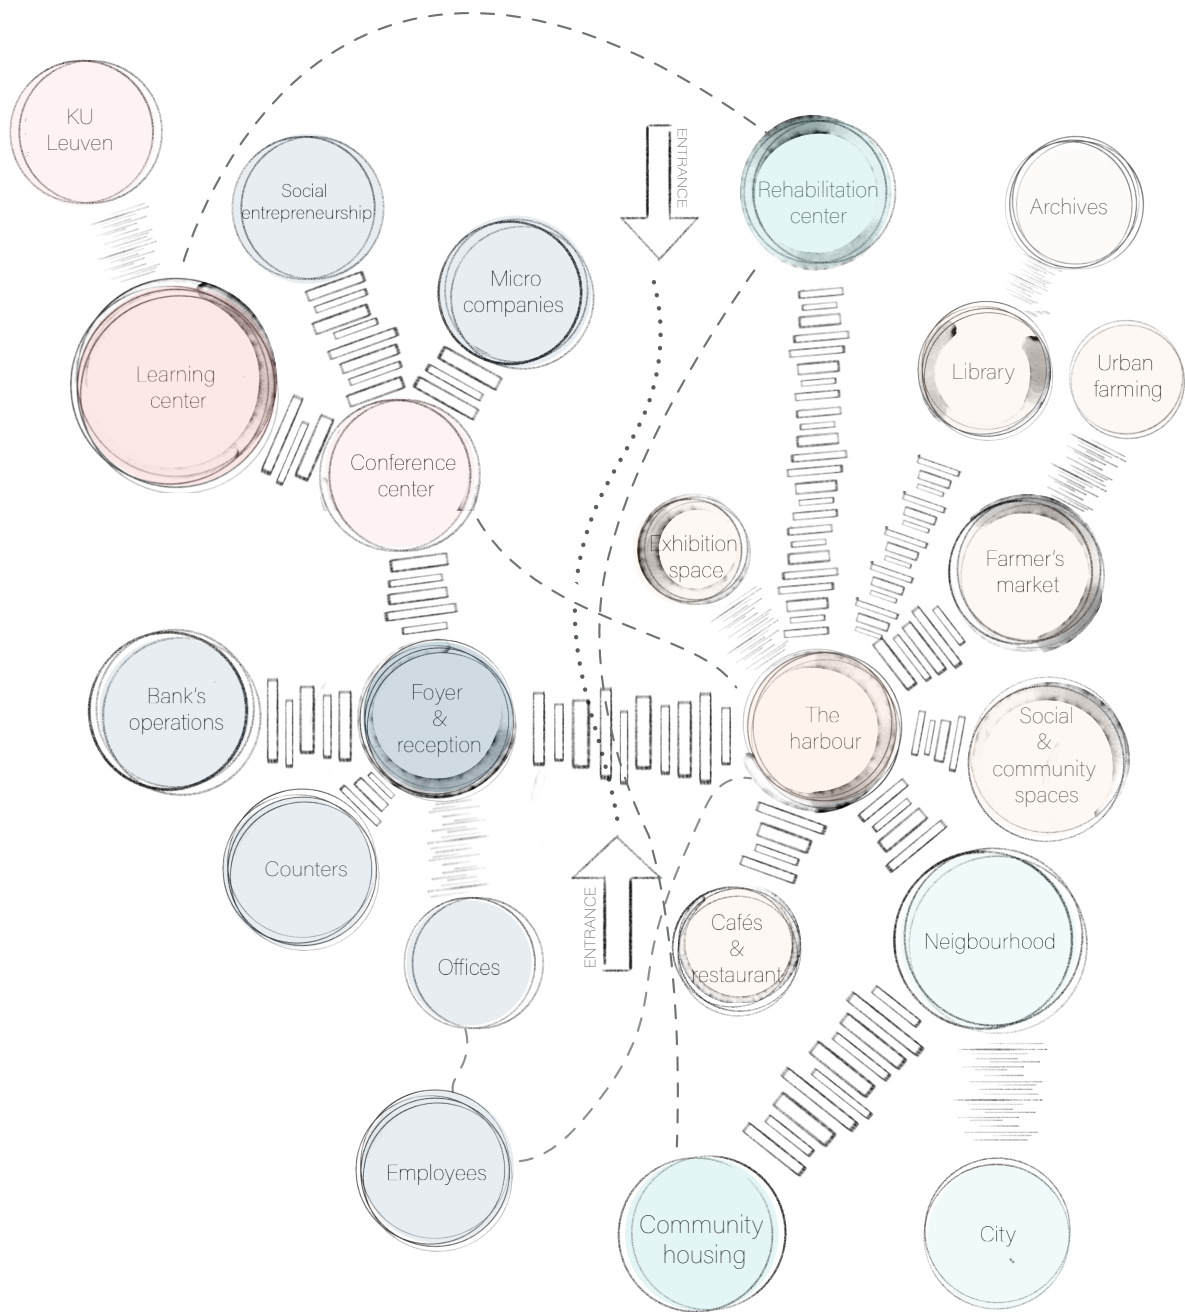 KU
Leuven
Social
entrepreneurship
ENTRANCE
Rehabilitation
center
Archives
Micro
companies
Learning
center
Library
Urban
farming
Conference
center
Exhibition
space
Farmer's
market
Bank's
operations
Foyer
&
reception
The
harbour
Social
&
community
spaces
Counters
ENTRANCE
Cafés
&
restaurant
Neigbourhood
Offices
Employees
Community
housing
City